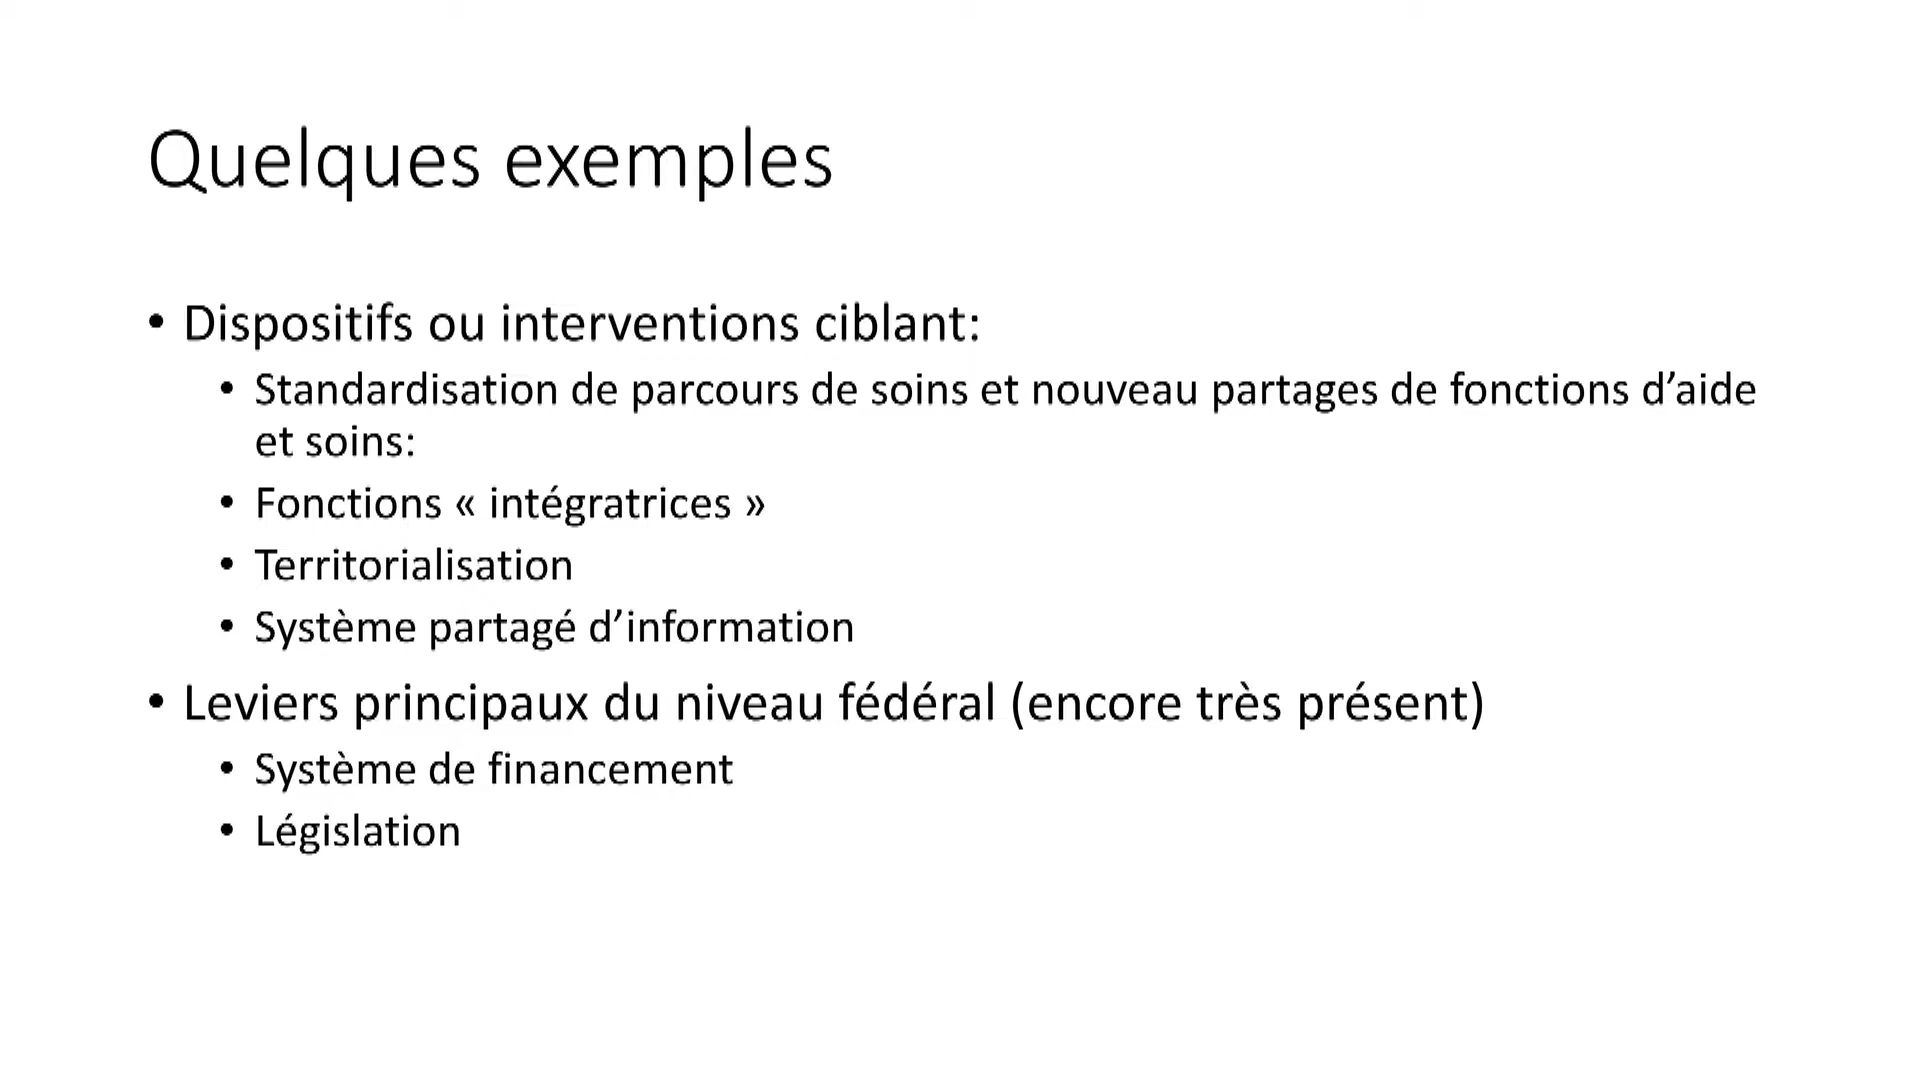 Quelques exemples
• Dispositifs ou interventions ciblant:
• Standardisation de parcours de soins et nouveau partages de fonctions d’aide
et soins:
• Fonctions « intégratrices »
• Territorialisation
• Système partagé d’information
• Leviers principaux du niveau fédéral (encore très présent)
• Système de financement
• Législation